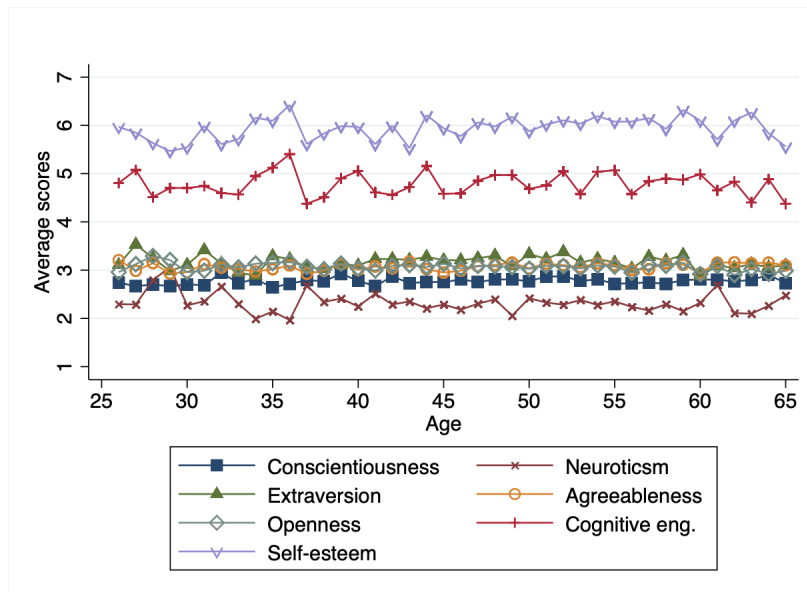 7
6
5
4
3
2
1
Average scores
25 30 35 40 45 50 55 60 65
Age
Conscientiousness Neuroticsm
Extraversion Agreeableness
Openness Cognitive eng.
Self-esteem